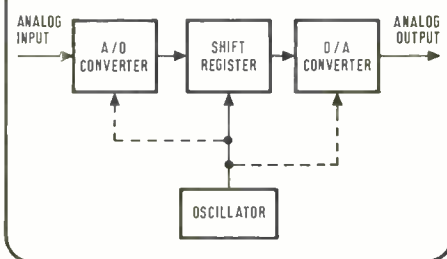 ANALOG
INPUT
A/D
CONVERTER
SHIFT
REGISTER
D/A
CONVERTER
ANALOG
OUTPUT
OSCILLATOR